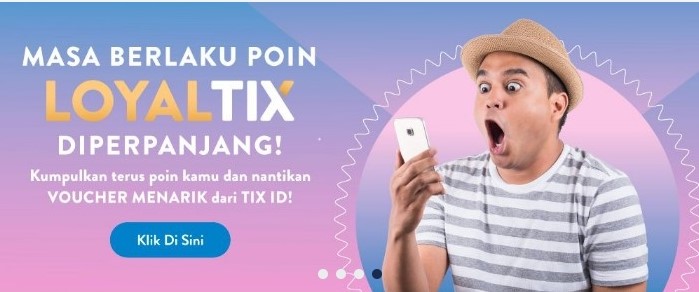 MASA BERLAKU POIN
LOYALTIX
DIPERPANJANG!
Kumpulkan terus poin kamu dan nantikan
VOUCHER MENARIK dari TIX ID!
Klik Di Sini